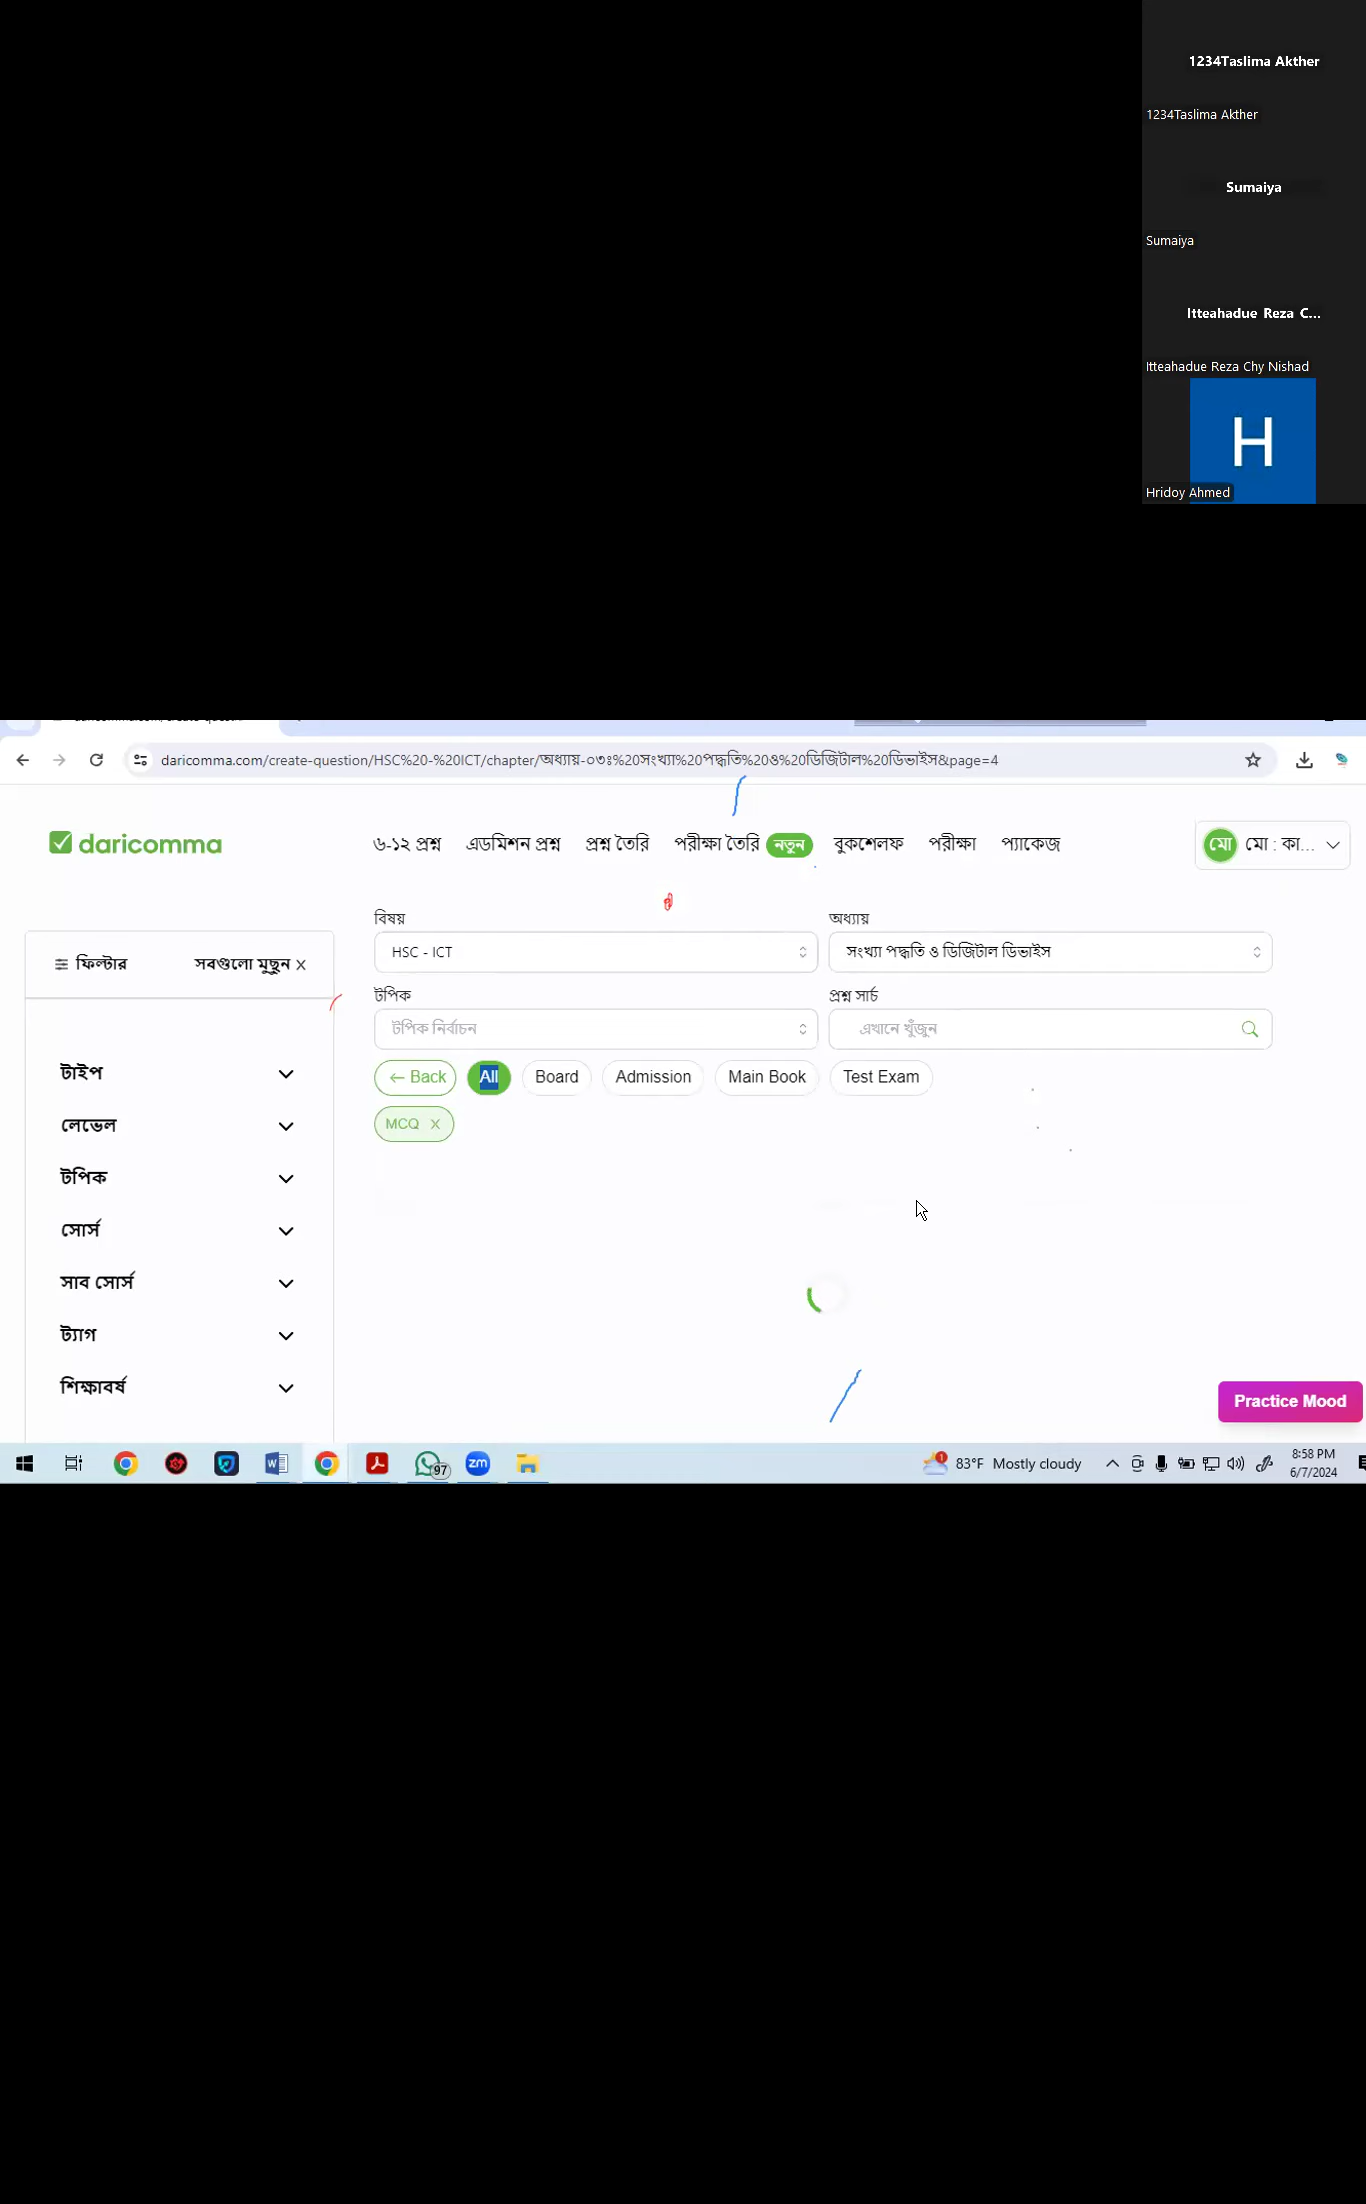 1234Taslima Akther
1234Taslima Akther
Sumaiya
Sumaiya
Itteahadue Reza C...
Itteahadue Reza Chy Nishad
H
Hridoy Ahmed
daricomma.com/create-question/HSC%20-%20ICT/chapter/অধ্যায়-০৩ঃ%20সংখ্যা%20পদ্ধতি%20ও%20ডিজিটাল%20ডিভাইস&page=4
daricomma ৬-১২ প্রশ্ন এডমিশন প্রশ্ন প্রশ্ন তৈরি পরীক্ষা তৈরি নতুন বুকশেলফ পরীক্ষা প্যাকেজ মো মো : কা...
বিষয় অধ্যায়
HSC - ICT সংখ্যা পদ্ধতি ও ডিজিটাল ডিভাইস
ফিল্টার সবগুলো মুছুন X
টপিক প্রশ্ন সার্চ
টপিক নির্বাচন এখানে খুঁজুন
← Back All Board Admission Main Book Test Exam
MCQ X
টাইপ
লেভেল
টপিক
সোর্স
সাব সোর্স
ট্যাগ
শিক্ষাবর্ষ
Practice Mood
97 zm 1 83°F Mostly cloudy 8:58 PM
6/7/2024